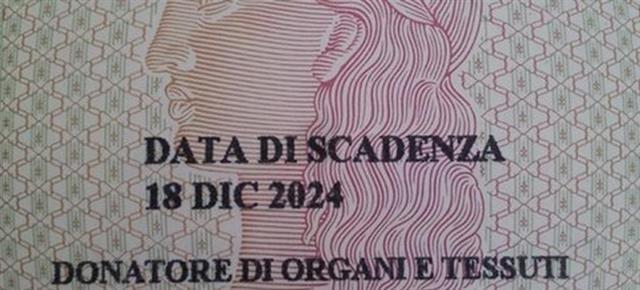 DATA DI SCADENZA
18 DIC 2024
DONATORE DI ORGANI E TESSUTI